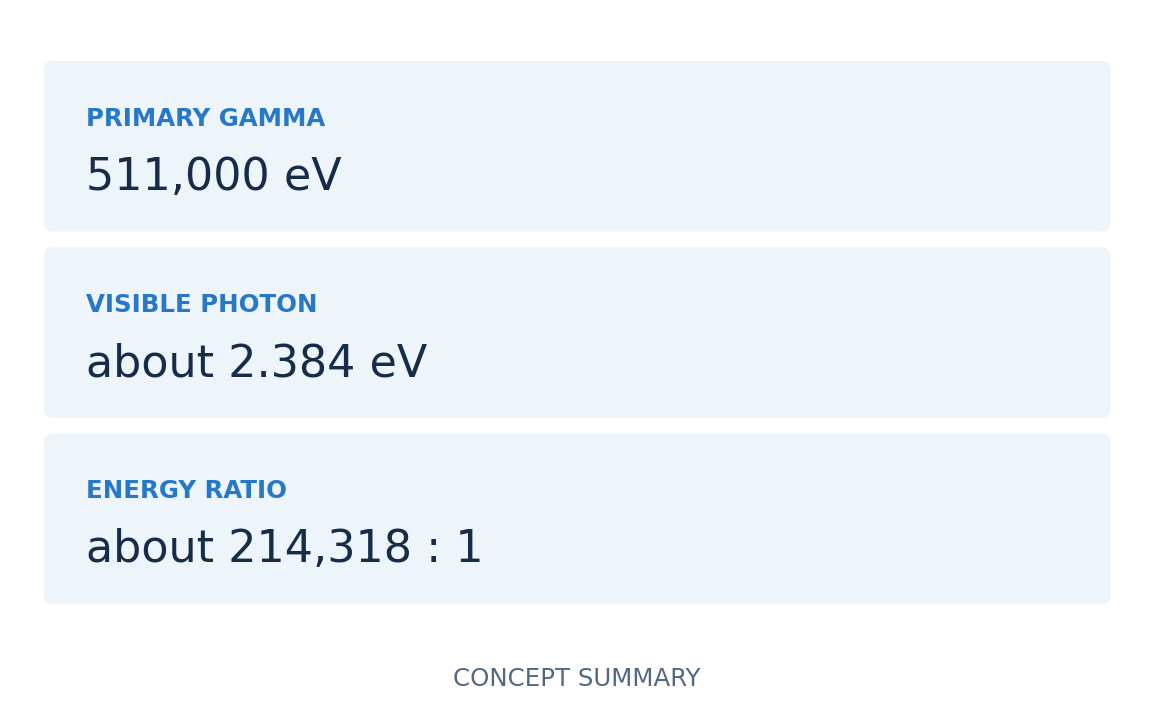 PRIMARY GAMMA
511,000 eV
VISIBLE PHOTON
about 2.384 eV
ENERGY RATIO
about 214,318 : 1
CONCEPT SUMMARY